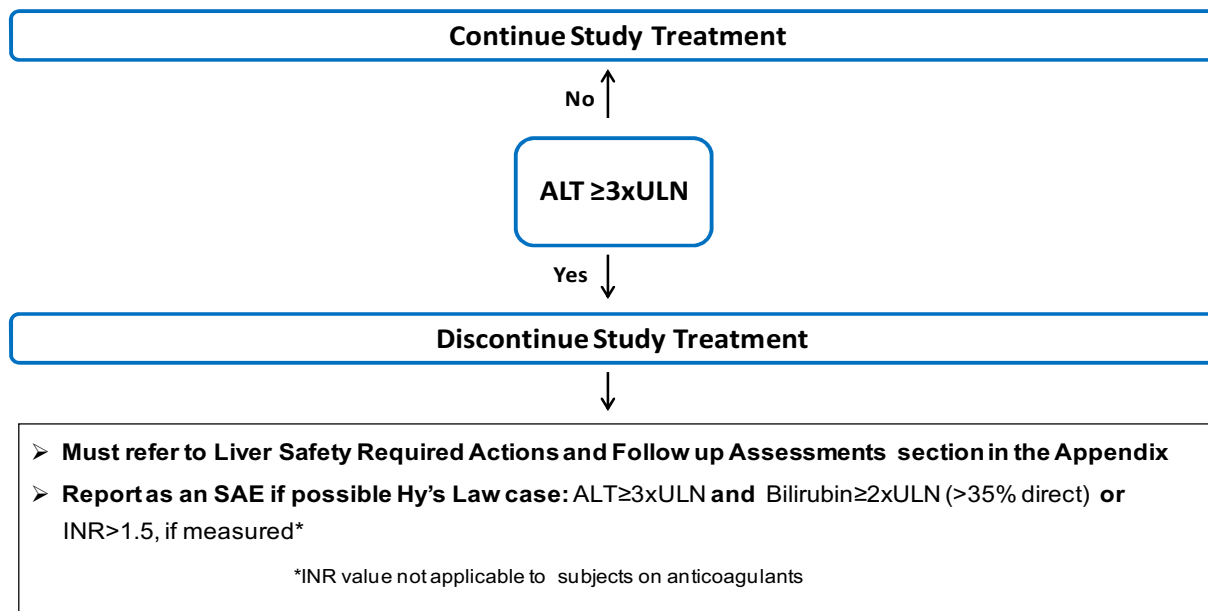 Continue Study Treatment
No
ALT ≥3xULN
Yes
Discontinue Study Treatment
➢ Must refer to Liver Safety Required Actions and Follow up Assessments section in the Appendix
➢ Report as an SAE if possible Hy's Law case: ALT≥3xULN and Bilirubin≥2xULN (>35% direct) or
INR>1.5, if measured*
*INR value not applicable to subjects on anticoagulants